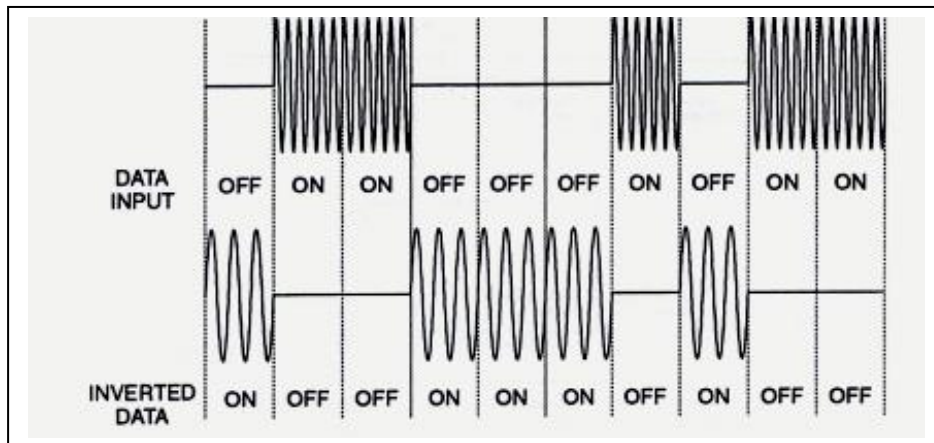 DATA
INPUT
OFF ON ON OFF OFF OFF ON OFF ON ON
INVERTED
DATA
ON OFF OFF ON ON ON OFF ON OFF OFF